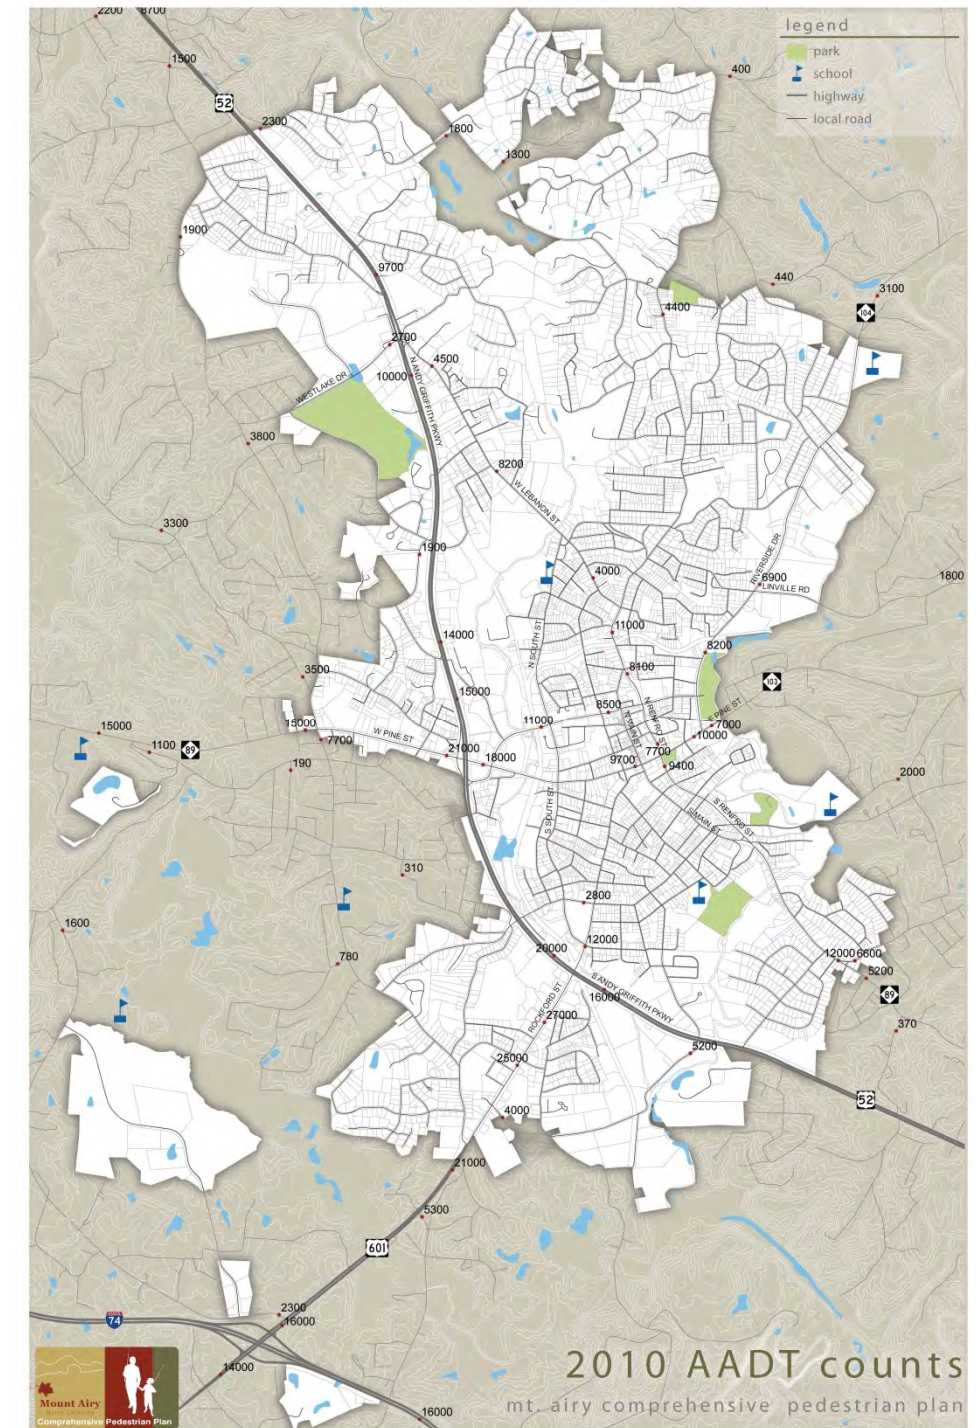 2200
8700
legend
park
school
highway
local road
1500
400
52
2300
1800
1300
1900
9700
440
3100
104
4400
2700
4500
10000
N ANDY GRIFFITH PKWY
WESTLAKE DR
3800
8200
W LEBANON ST
3300
1900
4000
RIVERSIDE DR
6900
LINVILLE RD
1800
11000
14000
N SOUTH ST
8200
8100
3500
103
15000
8500
N RENFRO ST
N MAIN ST
E PINE ST
7000
15000
15000
11000
10000
W PINE ST
7700
1100
89
7700
21000
18000
9700
9400
190
2000
S SOUTH ST
S MAIN ST
S RENFRO ST
310
2800
1600
780
20000
12000
12000
6600
5200
89
S ANDY GRIFFITH PKWY
16000
ROCKFORD ST
27000
370
5200
25000
52
4000
21000
5300
601
74
2300
16000
14000
16000
2010 AADT counts
mt. airy comprehensive pedestrian plan
Mount Airy
North Carolina
Comprehensive Pedestrian Plan